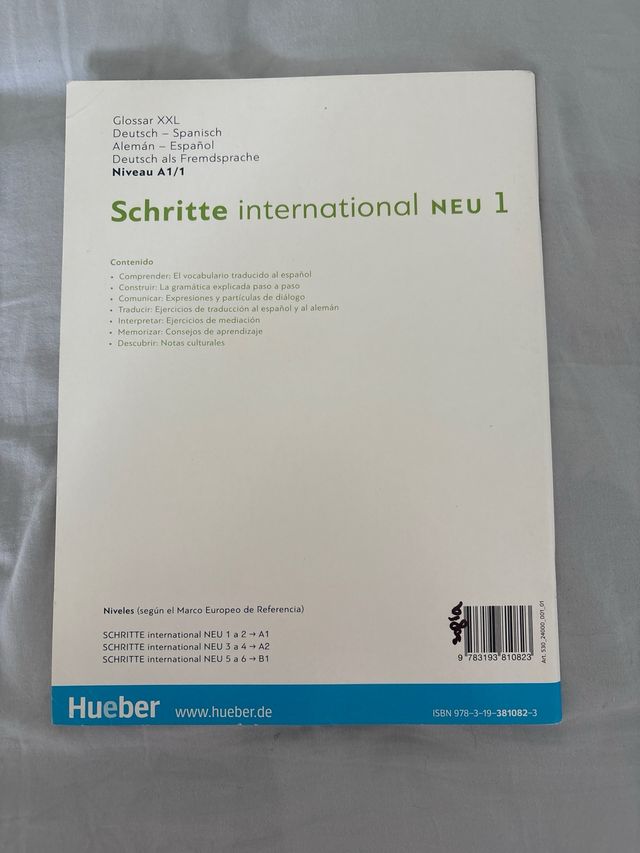 Glossar XXL
Deutsch – Spanisch
Alemán – Español
Deutsch als Fremdsprache
Niveau A1/1
Schritte international NEU 1
Contenido
• Comprender: El vocabulario traducido al español
• Construir: La gramática explicada paso a paso
• Comunicar: Expresiones y partículas de diálogo
• Traducir: Ejercicios de traducción al español y al alemán
• Interpretar: Ejercicios de mediación
• Memorizar: Consejos de aprendizaje
• Descubrir: Notas culturales
Niveles (según el Marco Europeo de Referencia)
SCHRITTE international NEU 1 a 2 → A1
SCHRITTE international NEU 3 a 4 → A2
SCHRITTE international NEU 5 a 6 → B1
9 783193 810823
Art. 530_24000_001_01
Hueber www.hueber.de
ISBN 978-3-19-381082-3